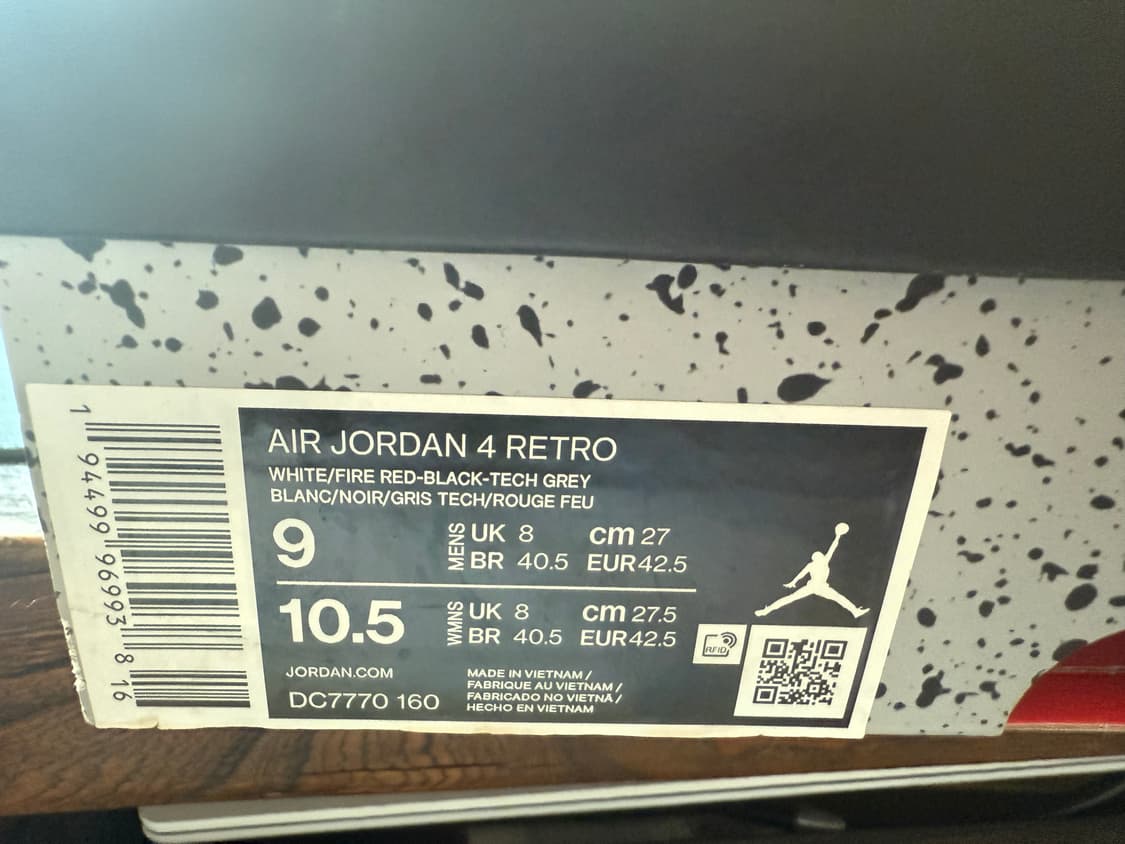 AIR JORDAN 4 RETRO
WHITE/FIRE RED-BLACK-TECH GREY
BLANC/NOIR/GRIS TECH/ROUGE FEU
9 MENS UK 8 cm 27
BR 40.5 EUR 42.5
10.5 WMNS UK 8 cm 27.5
BR 40.5 EUR 42.5
RFID
JORDAN.COM
DC7770 160
MADE IN VIETNAM /
FABRIQUE AU VIETNAM /
FABRICADO NO VIETNÃ /
HECHO EN VIETNAM
1 94499 96993 8 16